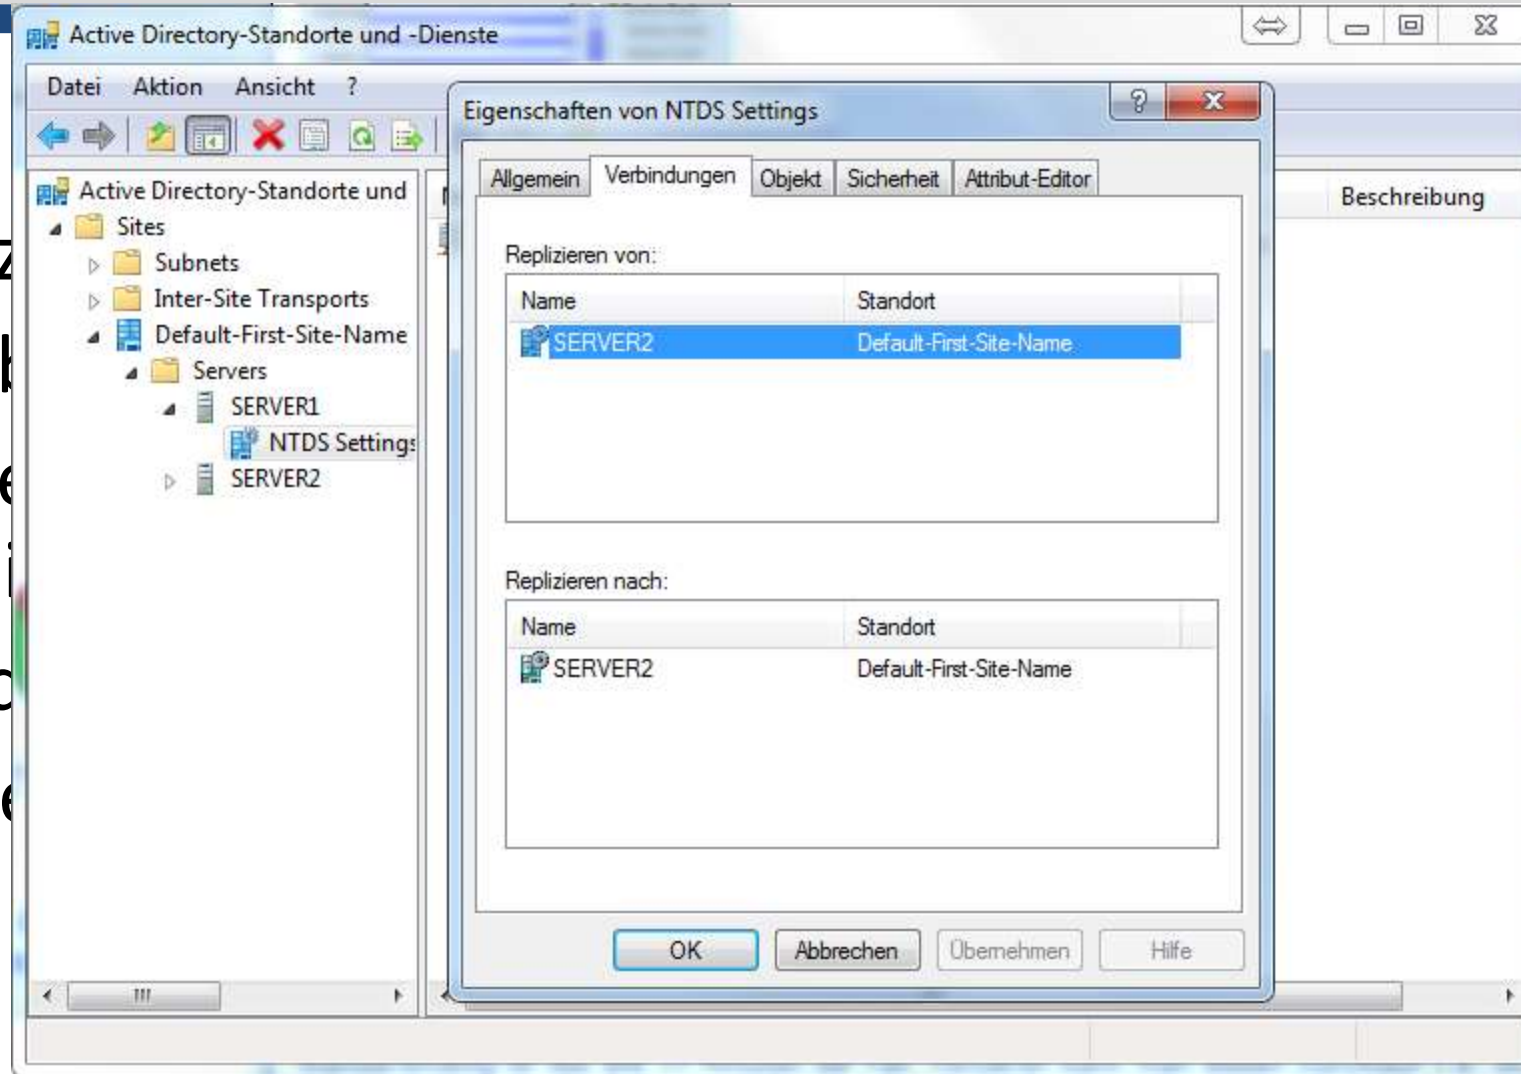 Active Directory-Standorte und -Dienste
Datei Aktion Ansicht ?
Active Directory-Standorte und
Sites
Subnets
Inter-Site Transports
Default-First-Site-Name
Servers
SERVER1
NTDS Settings
SERVER2
Beschreibung
Eigenschaften von NTDS Settings
Allgemein Verbindungen Objekt Sicherheit Attribut-Editor
Replizieren von:
Name Standort
SERVER2 Default-First-Site-Name
Replizieren nach:
Name Standort
SERVER2 Default-First-Site-Name
OK Abbrechen Übernehmen Hilfe